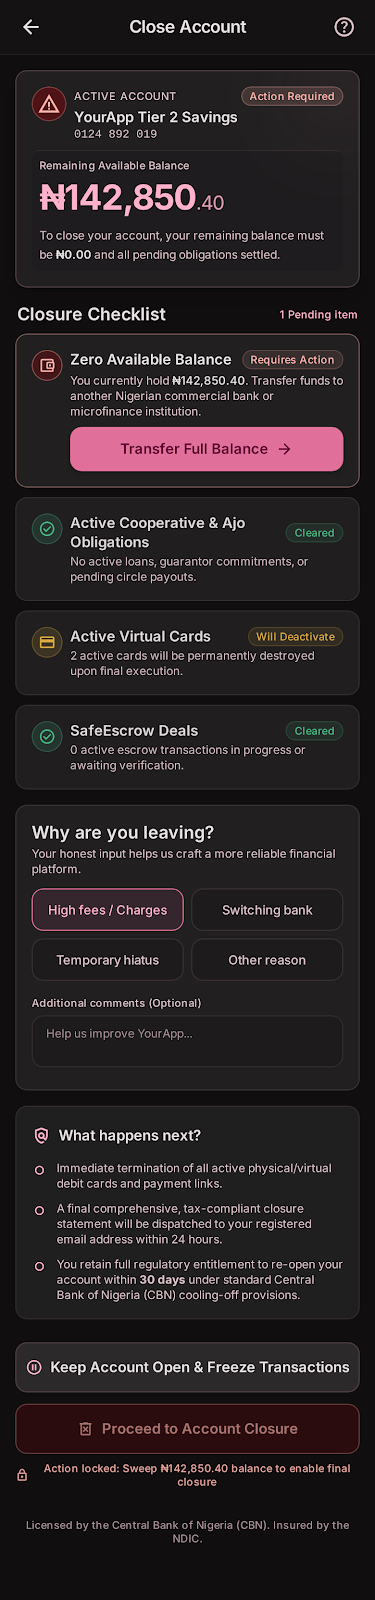 Close Account
ACTIVE ACCOUNT
Action Required
YourApp Tier 2 Savings
0124 892 019
Remaining Available Balance
₦142,850.40
To close your account, your remaining balance must
be ₦0.00 and all pending obligations settled.
Closure Checklist
1 Pending item
Zero Available Balance
Requires Action
You currently hold ₦142,850.40. Transfer funds to
another Nigerian commercial bank or
microfinance institution.
Transfer Full Balance →
Active Cooperative & Ajo
Obligations
Cleared
No active loans, guarantor commitments, or
pending circle payouts.
Active Virtual Cards
Will Deactivate
2 active cards will be permanently destroyed
upon final execution.
SafeEscrow Deals
Cleared
0 active escrow transactions in progress or
awaiting verification.
Why are you leaving?
Your honest input helps us craft a more reliable financial
platform.
High fees / Charges
Switching bank
Temporary hiatus
Other reason
Additional comments (Optional)
Help us improve YourApp...
What happens next?
Immediate termination of all active physical/virtual
debit cards and payment links.
A final comprehensive, tax-compliant closure
statement will be dispatched to your registered
email address within 24 hours.
You retain full regulatory entitlement to re-open your
account within 30 days under standard Central
Bank of Nigeria (CBN) cooling-off provisions.
Keep Account Open & Freeze Transactions
Proceed to Account Closure
Action locked: Sweep ₦142,850.40 balance to enable final
closure
Licensed by the Central Bank of Nigeria (CBN). Insured by the
NDIC.